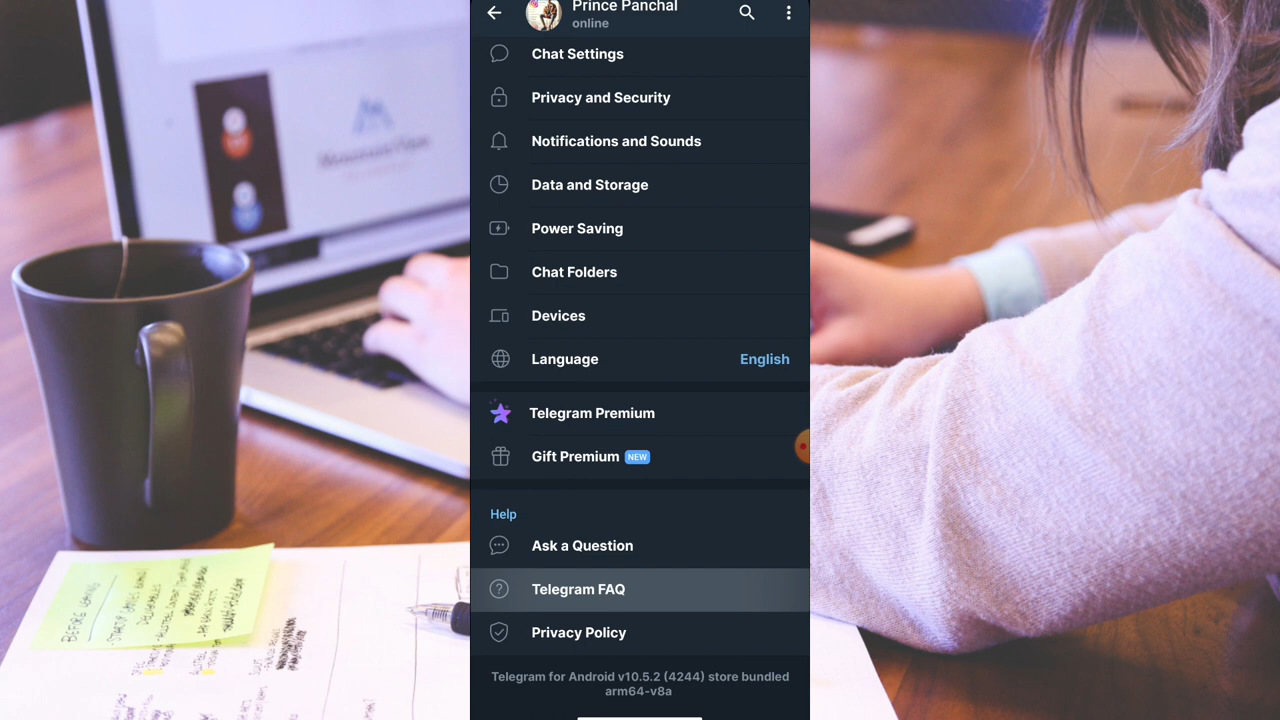 Prince Panchal
online
Chat Settings
Privacy and Security
Notifications and Sounds
Data and Storage
Power Saving
Chat Folders
Devices
Language English
Telegram Premium
Gift Premium NEW
Help
Ask a Question
Telegram FAQ
Privacy Policy
Telegram for Android v10.5.2 (4244) store bundled
arm64-v8a
BEFORE